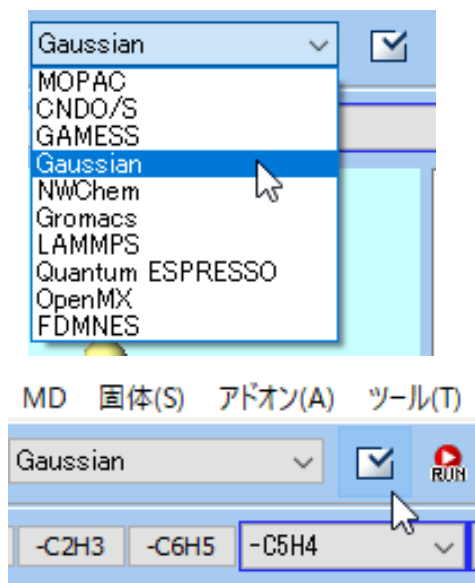 Gaussian
MOPAC
CNDO/S
GAMESS
Gaussian
NWChem
Gromacs
LAMMPS
Quantum ESPRESSO
OpenMX
FDMNES
MD 固体(S) アドオン(A) ツール(T)
Gaussian RUN
-C2H3 -C6H5 -C5H4